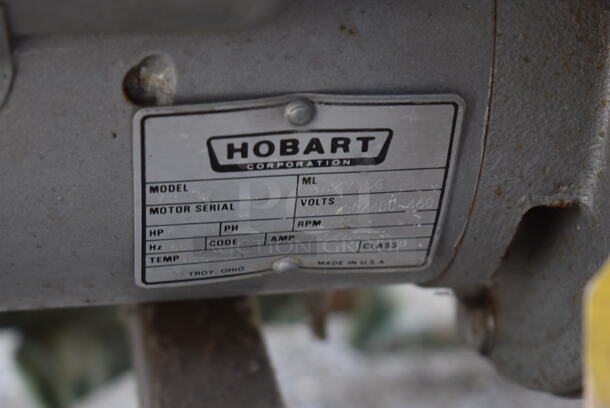 HOBART
CORPORATION
MODEL ML
MOTOR SERIAL VOLTS
HP PH RPM
Hz CODE AMP CLASS
TEMP
TROY, OHIO MADE IN U.S.A.